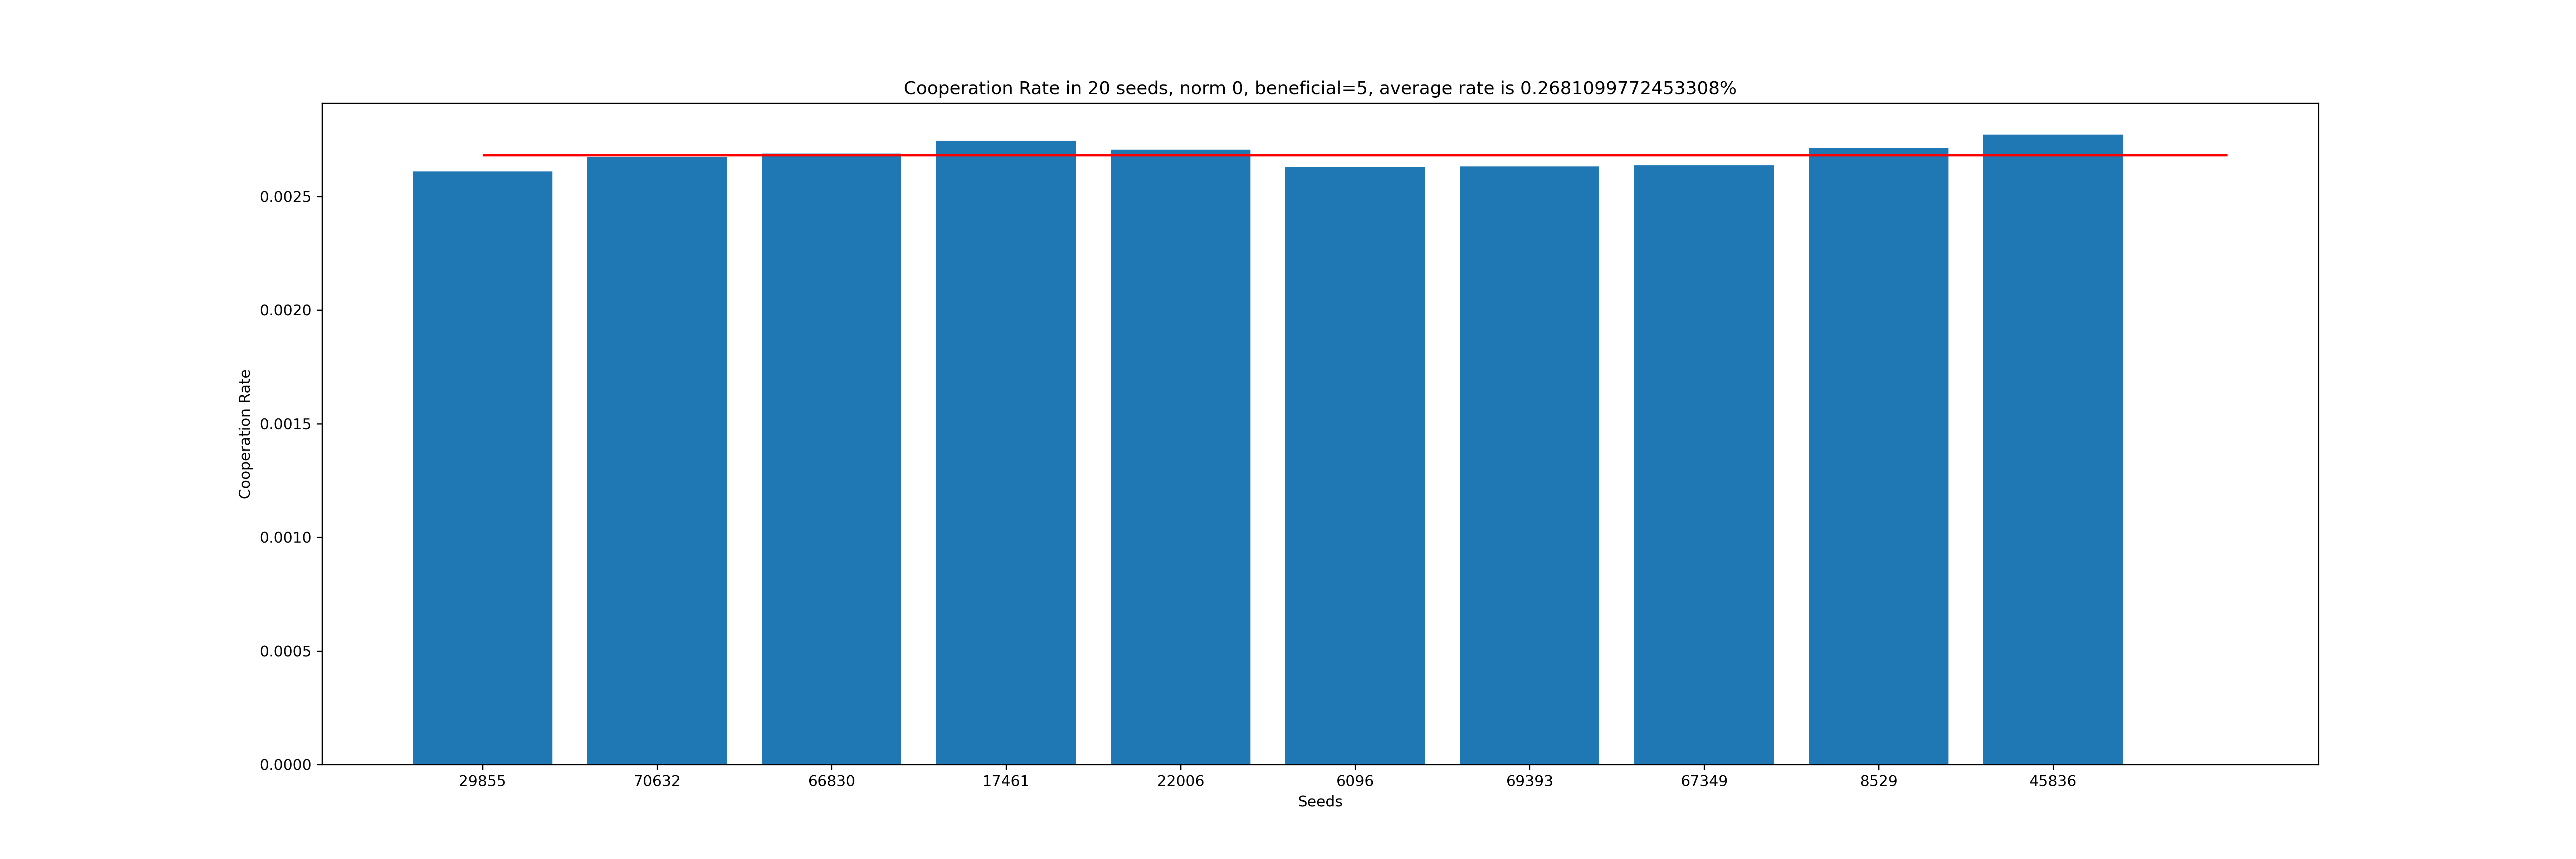 Cooperation Rate in 20 seeds, norm 0, beneficial=5, average rate is 0.2681099772453308%
Cooperation Rate
0.0025
0.0020
0.0015
0.0010
0.0005
0.0000
29855 70632 66830 17461 22006 6096 69393 67349 8529 45836
Seeds